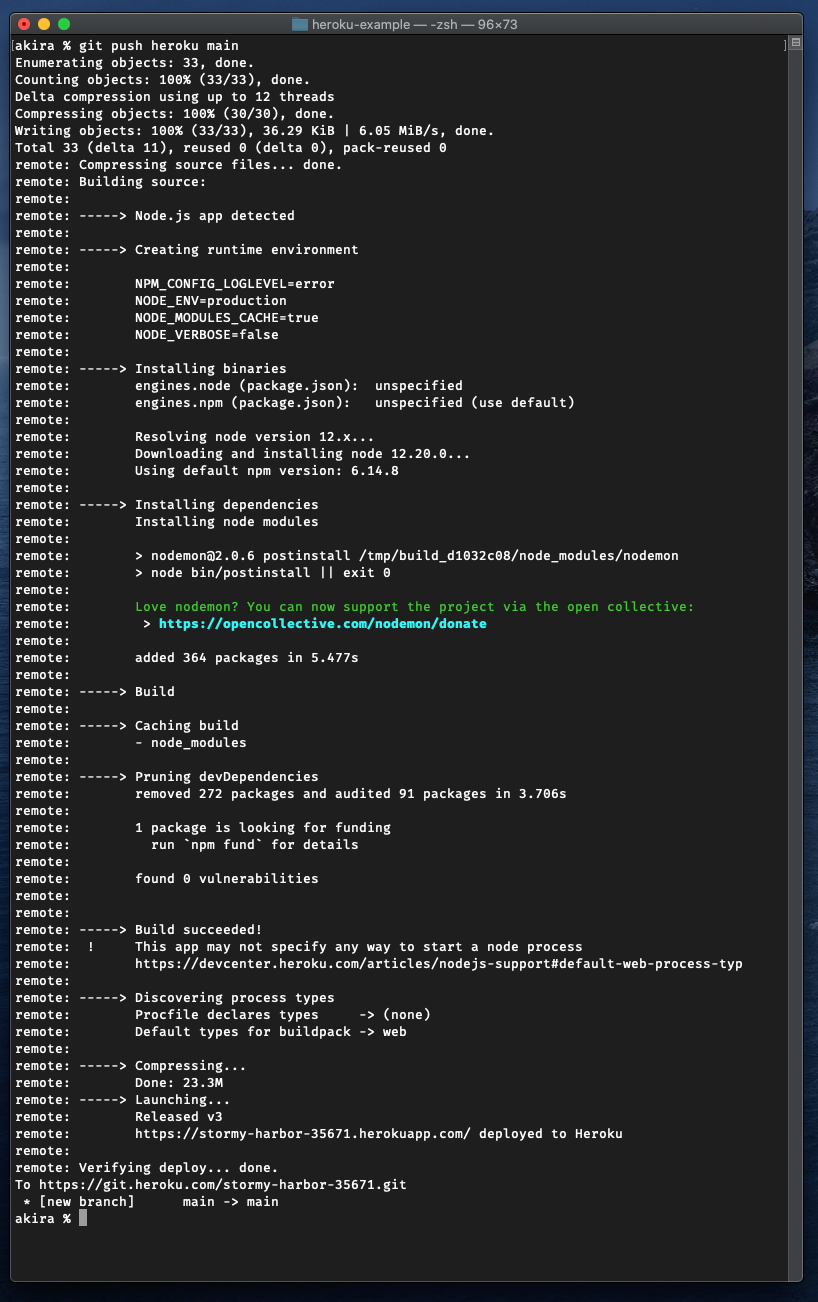 heroku-example — -zsh — 96×73
[akira % git push heroku main ]
Enumerating objects: 33, done.
Counting objects: 100% (33/33), done.
Delta compression using up to 12 threads
Compressing objects: 100% (30/30), done.
Writing objects: 100% (33/33), 36.29 KiB | 6.05 MiB/s, done.
Total 33 (delta 11), reused 0 (delta 0), pack-reused 0
remote: Compressing source files... done.
remote: Building source:
remote:
remote: -----> Node.js app detected
remote:
remote: -----> Creating runtime environment
remote:
remote:        NPM_CONFIG_LOGLEVEL=error
remote:        NODE_ENV=production
remote:        NODE_MODULES_CACHE=true
remote:        NODE_VERBOSE=false
remote:
remote: -----> Installing binaries
remote:        engines.node (package.json):  unspecified
remote:        engines.npm (package.json):   unspecified (use default)
remote:
remote:        Resolving node version 12.x...
remote:        Downloading and installing node 12.20.0...
remote:        Using default npm version: 6.14.8
remote:
remote: -----> Installing dependencies
remote:        Installing node modules
remote:
remote:        > nodemon@2.0.6 postinstall /tmp/build_d1032c08/node_modules/nodemon
remote:        > node bin/postinstall || exit 0
remote:
remote:        Love nodemon? You can now support the project via the open collective:
remote:         > https://opencollective.com/nodemon/donate
remote:
remote:        added 364 packages in 5.477s
remote:
remote: -----> Build
remote:
remote: -----> Caching build
remote:        - node_modules
remote:
remote: -----> Pruning devDependencies
remote:        removed 272 packages and audited 91 packages in 3.706s
remote:
remote:        1 package is looking for funding
remote:          run `npm fund` for details
remote:
remote:        found 0 vulnerabilities
remote:
remote:
remote: -----> Build succeeded!
remote:  !     This app may not specify any way to start a node process
remote:        https://devcenter.heroku.com/articles/nodejs-support#default-web-process-typ
remote:
remote: -----> Discovering process types
remote:        Procfile declares types     -> (none)
remote:        Default types for buildpack -> web
remote:
remote: -----> Compressing...
remote:        Done: 23.3M
remote: -----> Launching...
remote:        Released v3
remote:        https://stormy-harbor-35671.herokuapp.com/ deployed to Heroku
remote:
remote: Verifying deploy... done.
To https://git.heroku.com/stormy-harbor-35671.git
 * [new branch]      main -> main
akira %